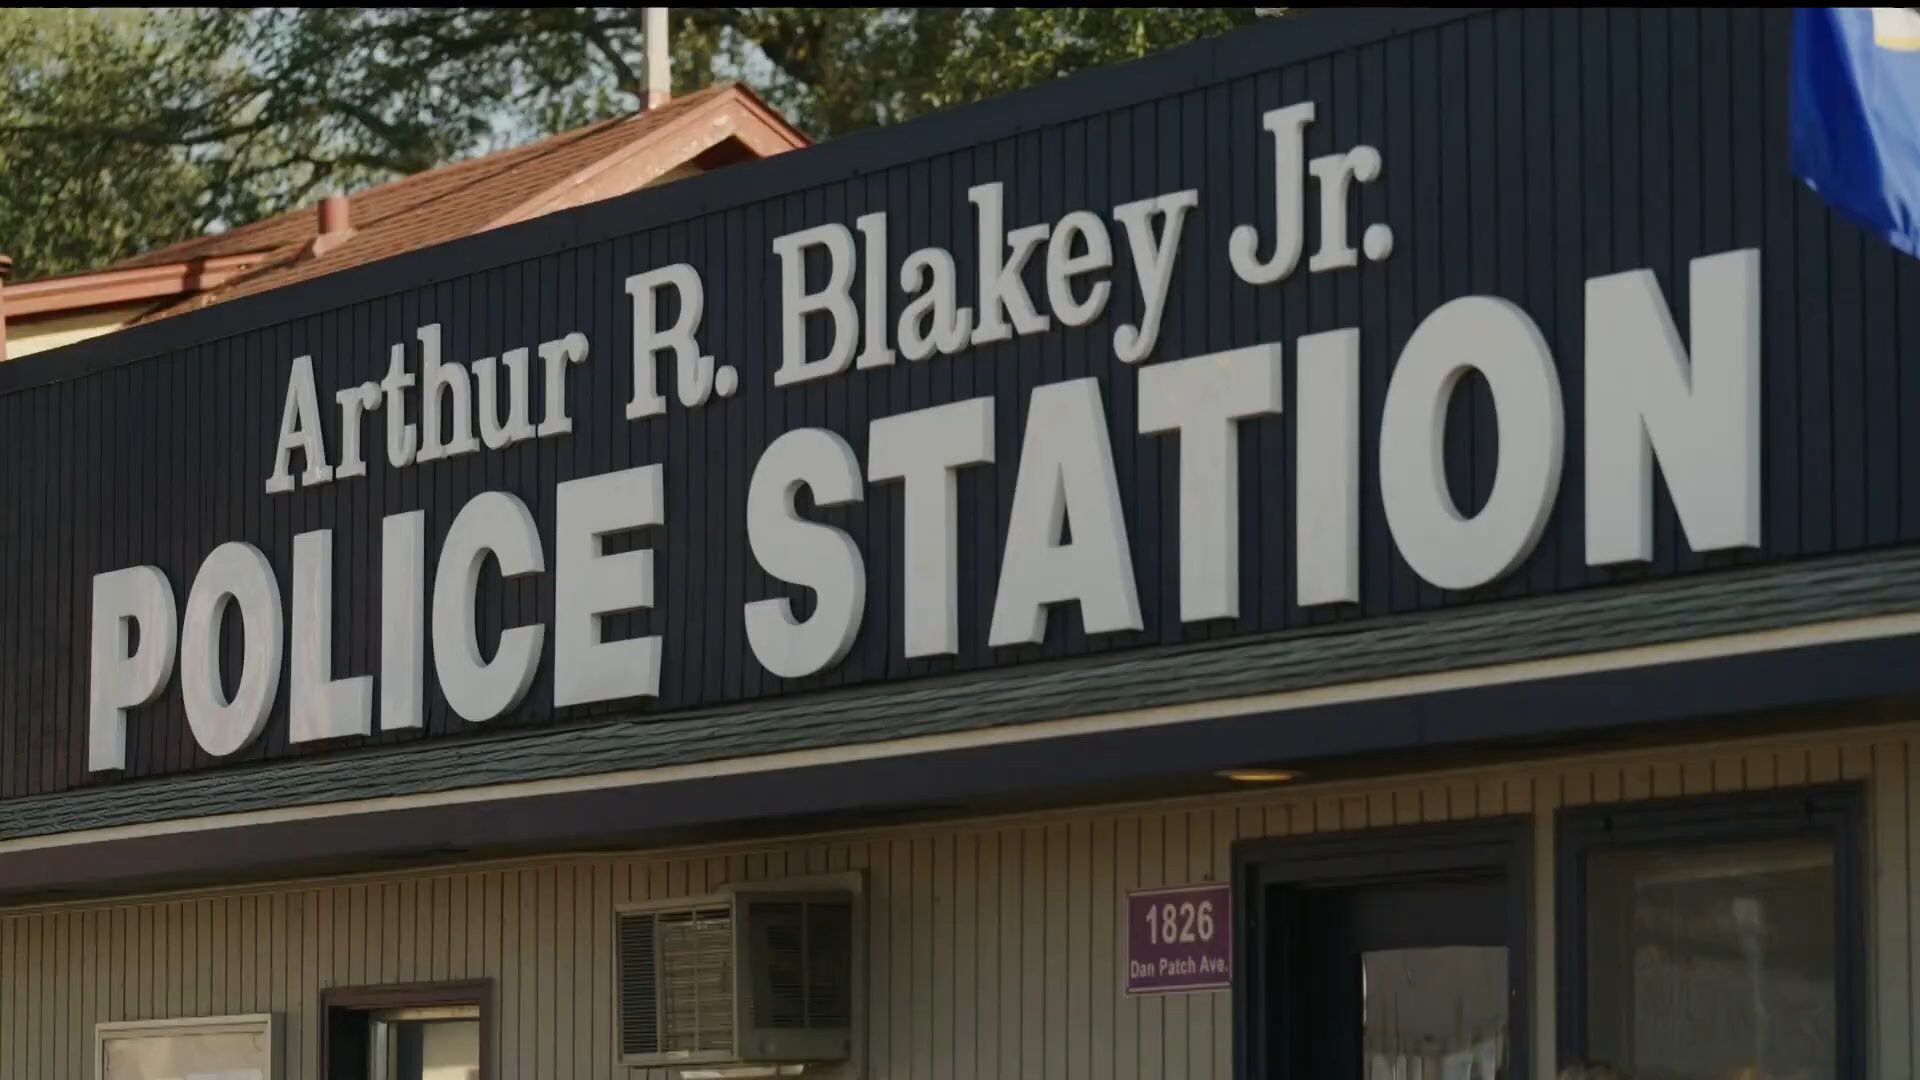 Arthur R. Blakey Jr.
POLICE STATION
1826
Dan Patch Ave.